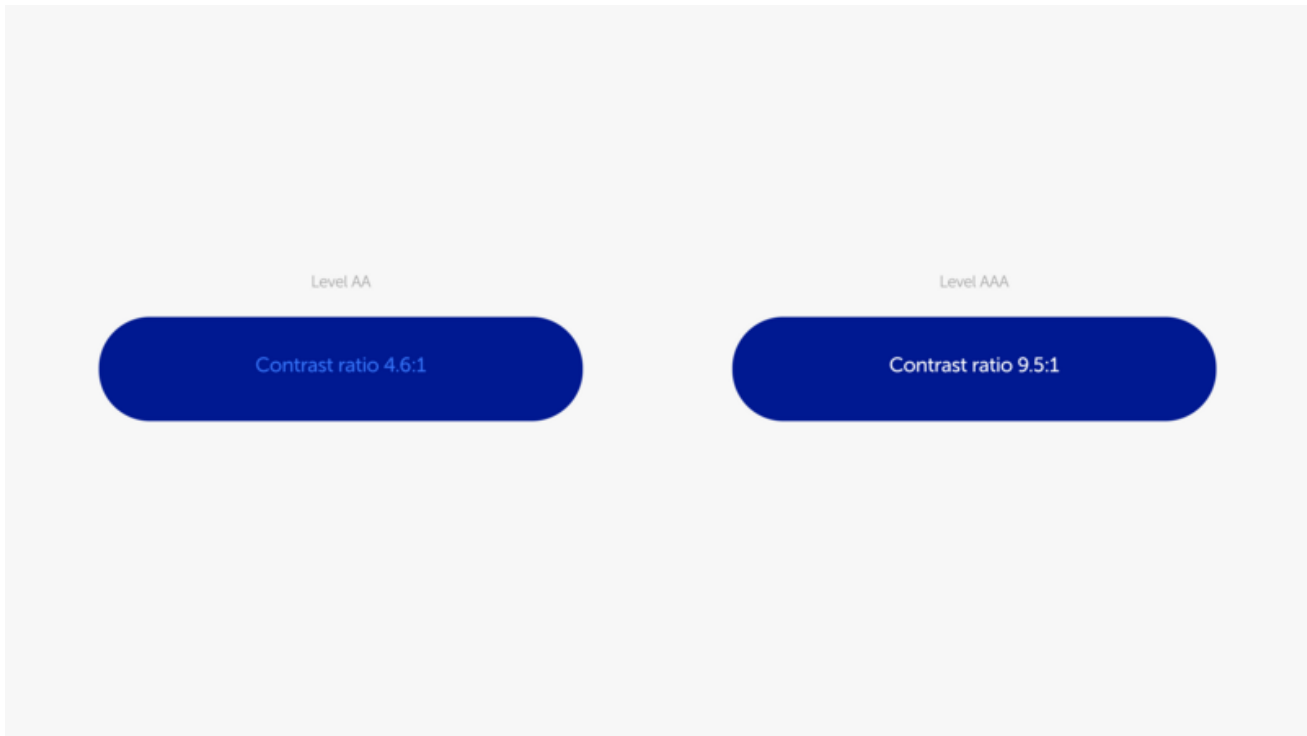 Level AA
Contrast ratio 4.6:1
Level AAA
Contrast ratio 9.5:1